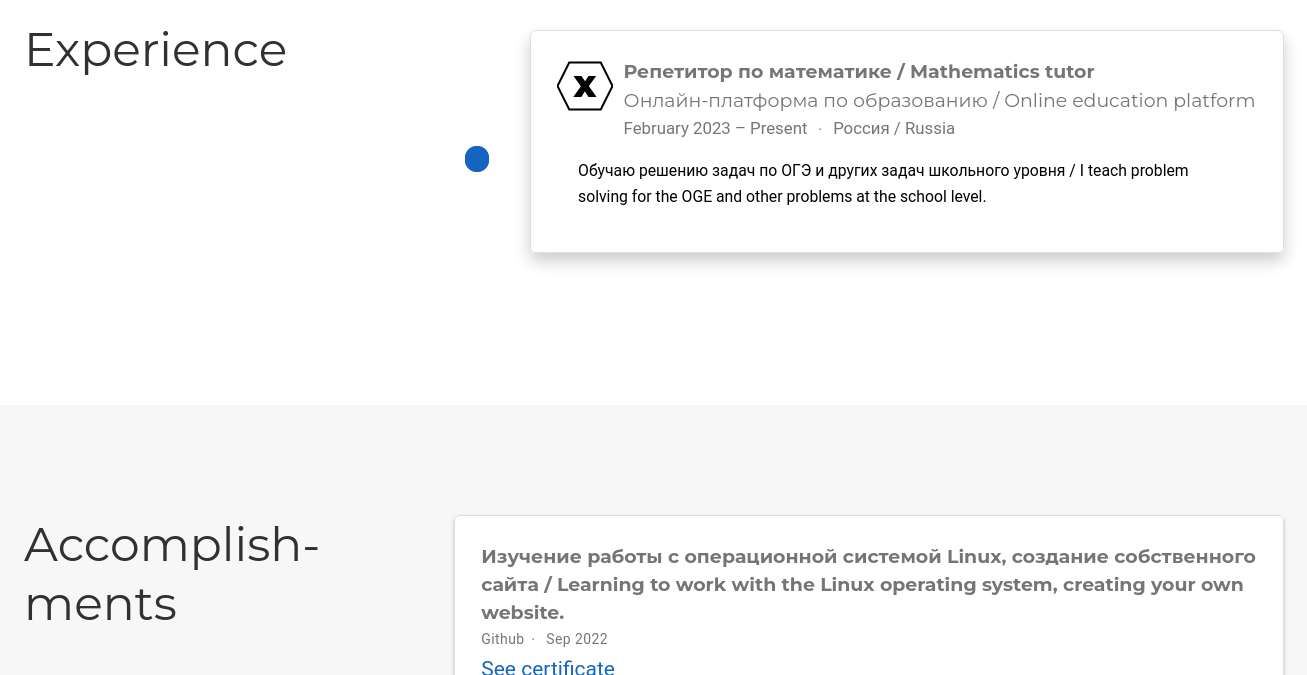 Experience
X
Репетитор по математике / Mathematics tutor
Онлайн-платформа по образованию / Online education platform
February 2023 – Present · Россия / Russia
Обучаю решению задач по ОГЭ и других задач школьного уровня / I teach problem
solving for the OGE and other problems at the school level.
Accomplish-
ments
Изучение работы с операционной системой Linux, создание собственного
сайта / Learning to work with the Linux operating system, creating your own
website.
Github · Sep 2022
See certificate